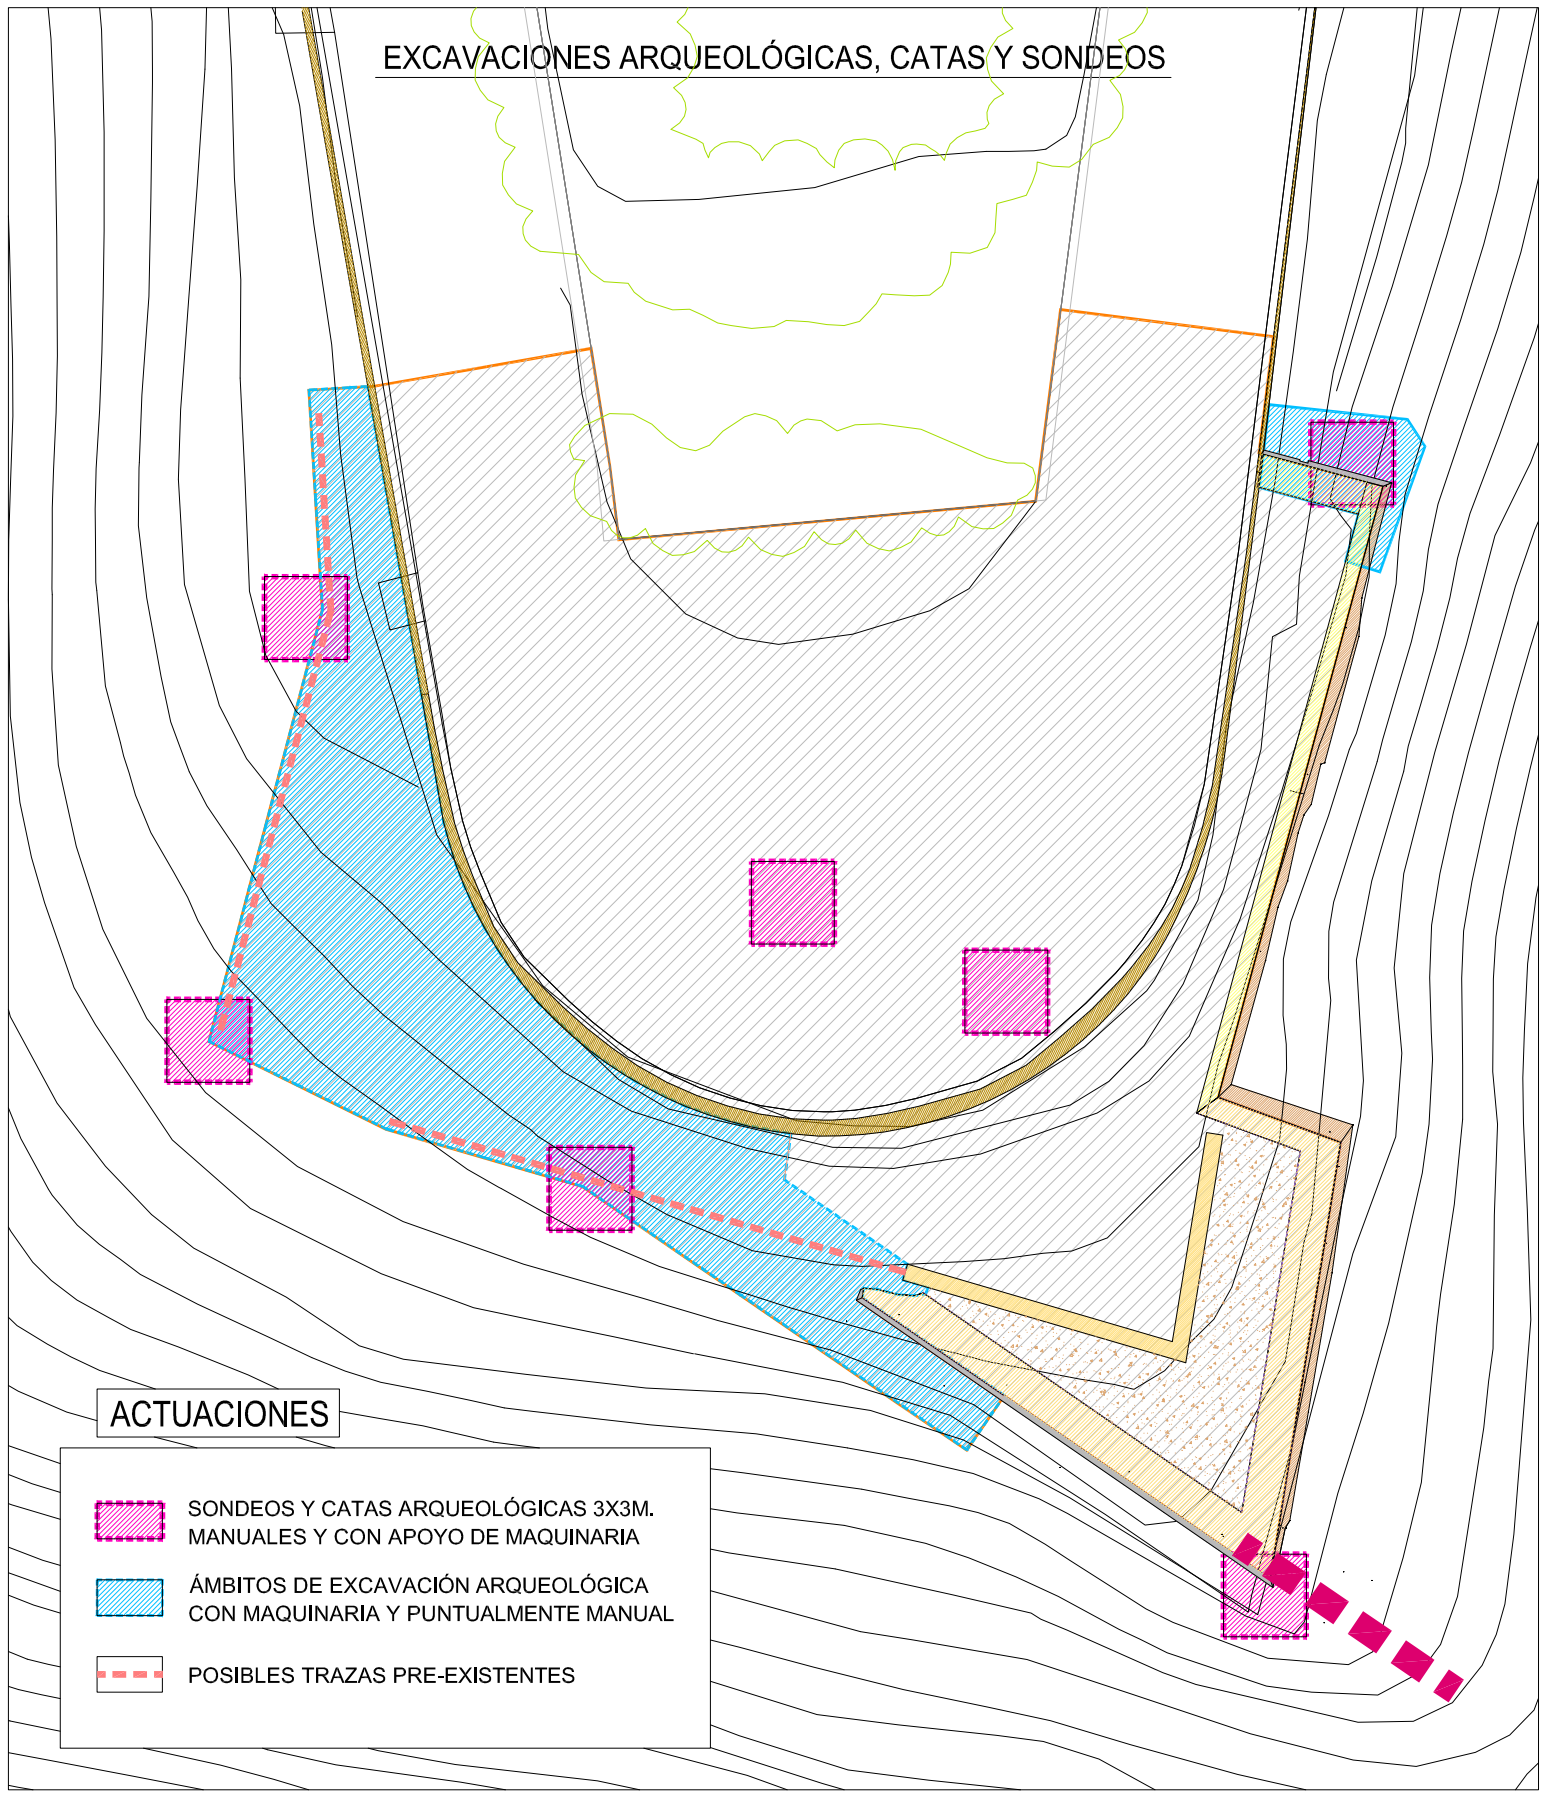 EXCAVACIONES ARQUEOLÓGICAS, CATAS Y SONDEOS
ACTUACIONES
SONDEOS Y CATAS ARQUEOLÓGICAS 3X3M.
MANUALES Y CON APOYO DE MAQUINARIA
ÁMBITOS DE EXCAVACIÓN ARQUEOLÓGICA
CON MAQUINARIA Y PUNTUALMENTE MANUAL
POSIBLES TRAZAS PRE-EXISTENTES